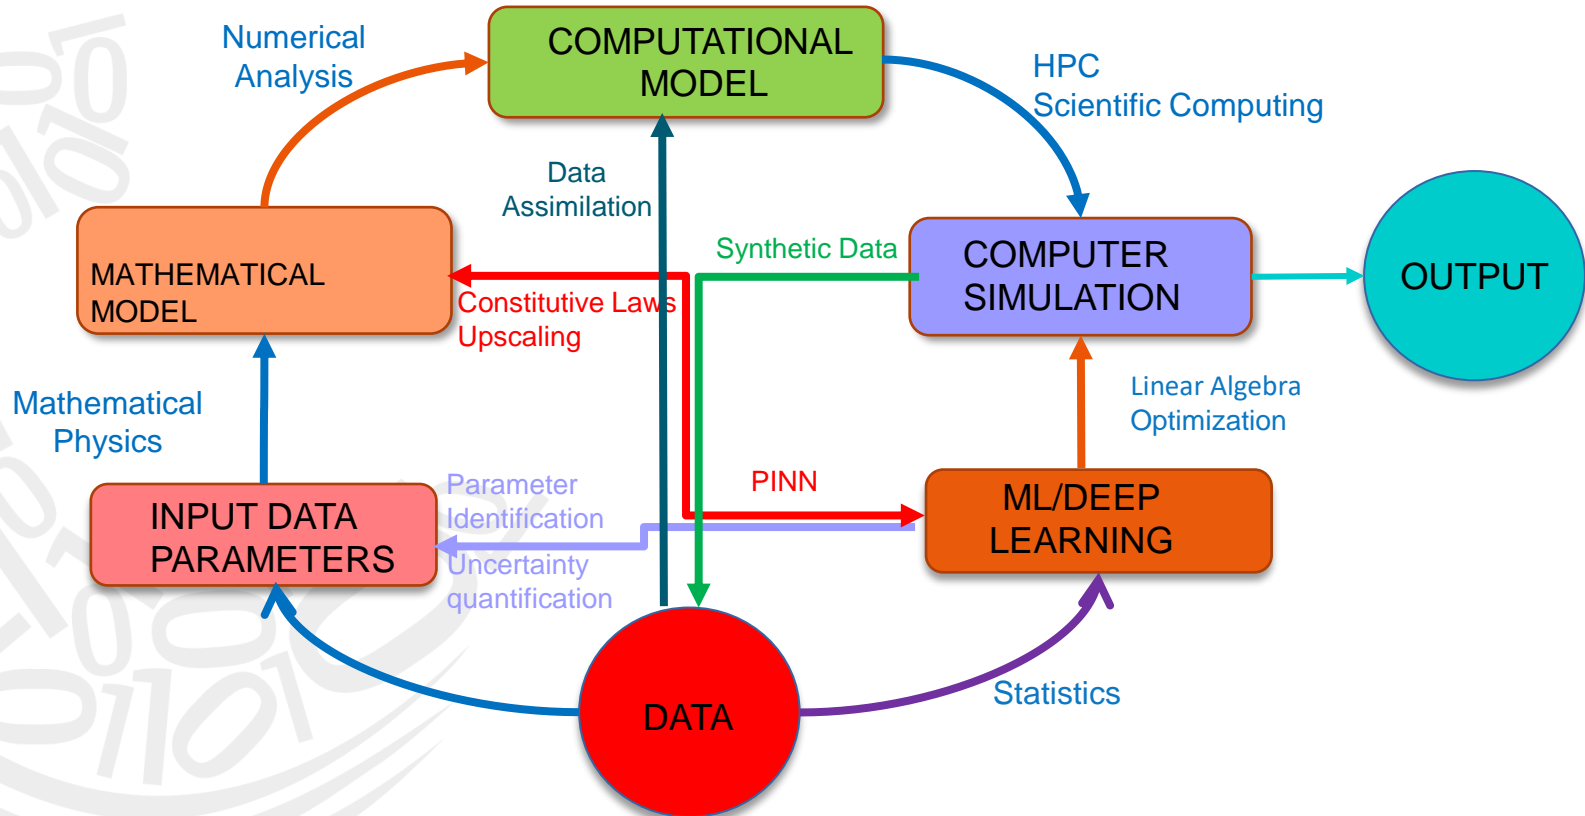 Numerical
Analysis
COMPUTATIONAL
MODEL
HPC
Scientific Computing
Data
Assimilation
MATHEMATICAL
MODEL
Constitutive Laws
Upscaling
Synthetic Data
COMPUTER
SIMULATION
OUTPUT
Mathematical
Physics
Linear Algebra
Optimization
INPUT DATA
PARAMETERS
Parameter
Identification
Uncertainty
quantification
PINN
ML/DEEP
LEARNING
DATA
Statistics